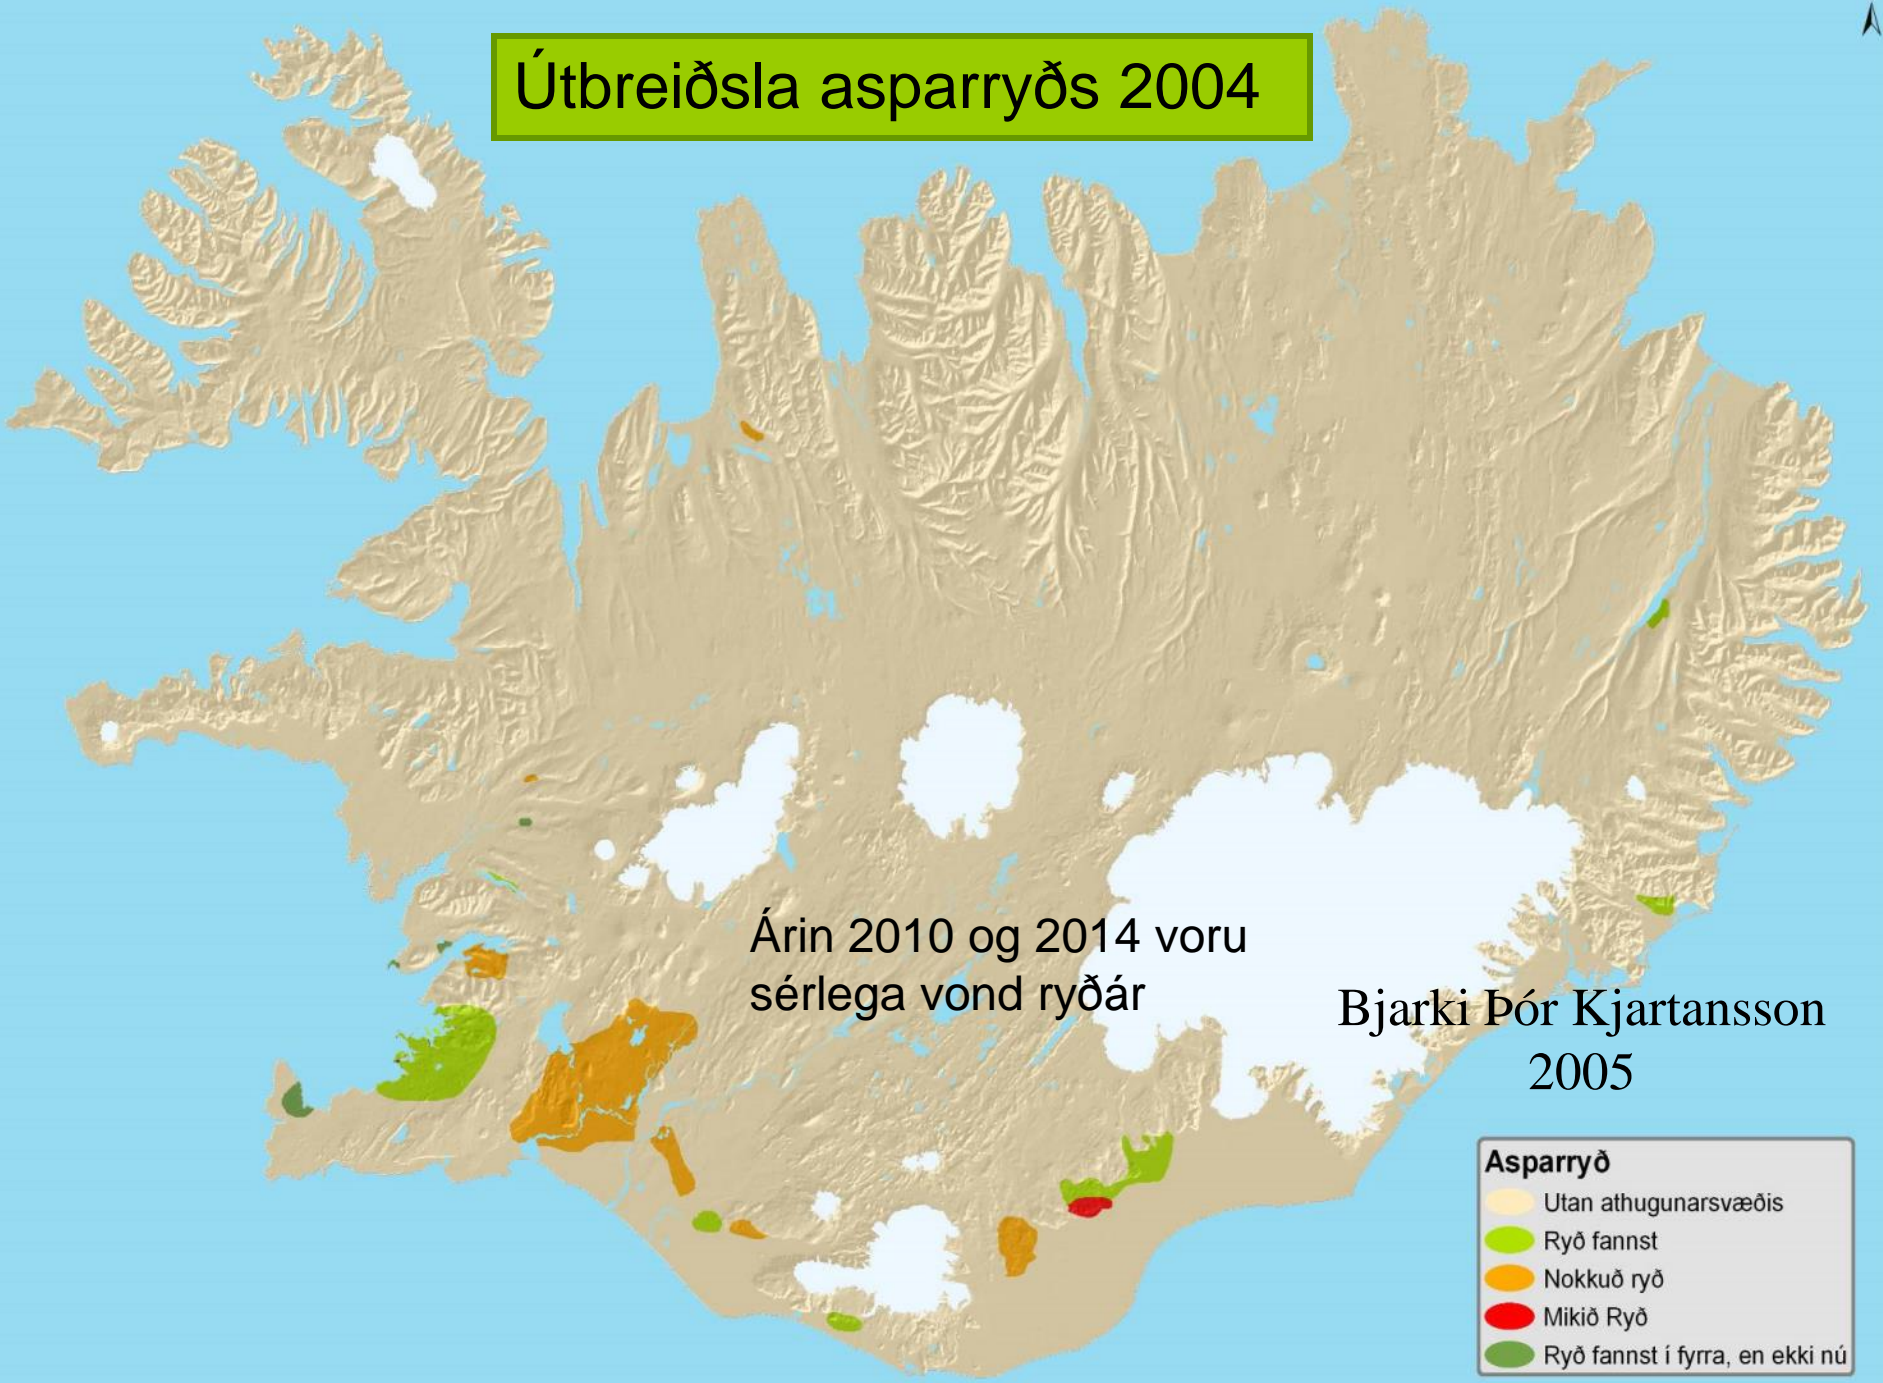 Útbreiðsla asparryðs 2004
Árin 2010 og 2014 voru
sérlega vond ryðár
Bjarki Þór Kjartansson
2005
Asparryð
Utan athugunarsvæðis
Ryð fannst
Nokkuð ryð
Mikið Ryð
Ryð fannst í fyrra, en ekki nú